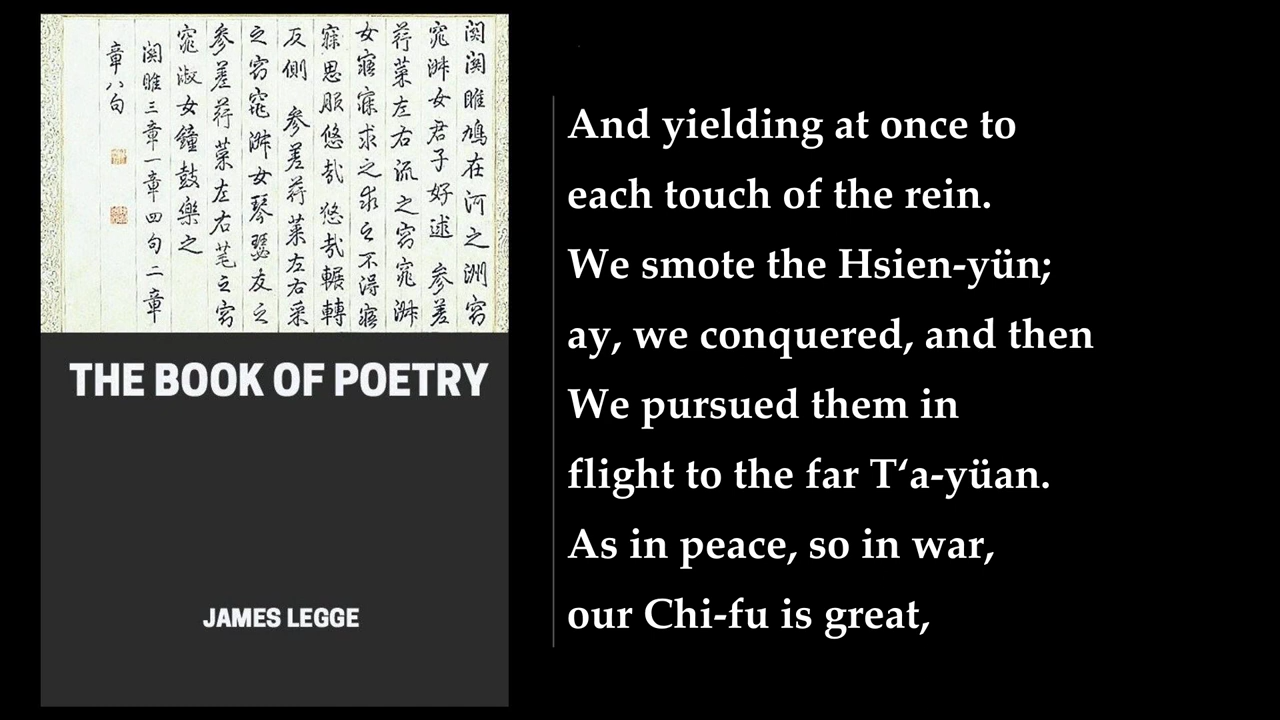 関関雎鳩在河之洲窈
窕淑女君子好逑 參差
荇菜左右流之窈窕淑
女寤寐求之求之不得寤
寐思服悠哉悠哉輾轉
反側 參差荇菜左右采
之窈窕淑女琴瑟友之
參差荇菜左右芼之窈
窕淑女鐘鼓樂之
関雎三章一章四句二章
章八句
THE BOOK OF POETRY
JAMES LEGGE
And yielding at once to
each touch of the rein.
We smote the Hsien-yün;
ay, we conquered, and then
We pursued them in
flight to the far T‘a-yüan.
As in peace, so in war,
our Chi-fu is great,